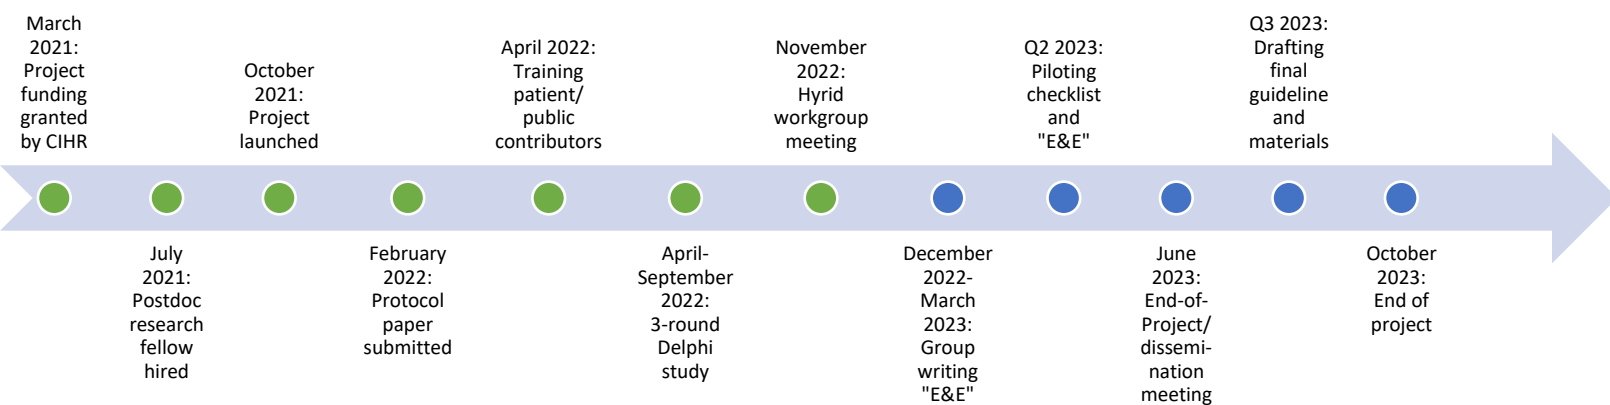 March
2021:
Project
funding
granted
by CIHR
July
2021:
Postdoc
research
fellow
hired
October
2021:
Project
launched
February
2022:
Protocol
paper
submitted
April 2022:
Training
patient/
public
contributors
April-
September
2022:
3-round
Delphi
study
November
2022:
Hyrid
workgroup
meeting
December
2022-
March
2023:
Group
writing
"E&E"
Q2 2023:
Piloting
checklist
and
"E&E"
June
2023:
End-of-
Project/
dissemi-
nation
meeting
Q3 2023:
Drafting
final
guideline
and
materials
October
2023:
End of
project